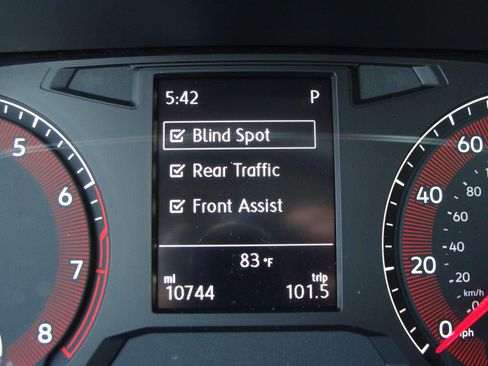 5:42 P
Blind Spot
Rear Traffic
Front Assist
83 °F
mi trip
10744 101.5
5
6
7
8
60
40
20
0 mph
80
40
20
km/h